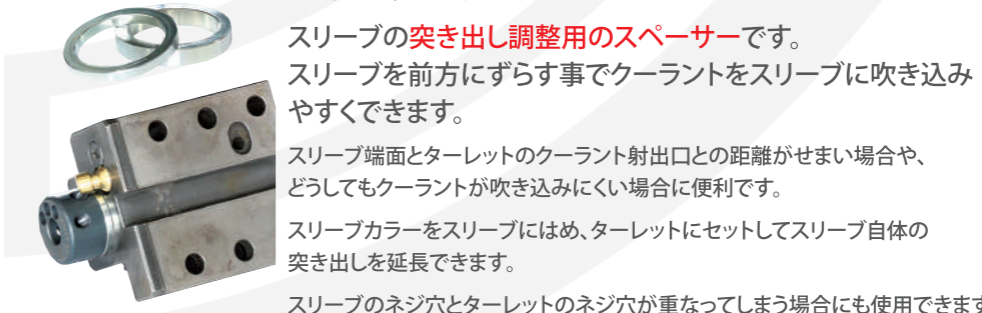 スリーブの突き出し調整用のスペーサーです。
スリーブを前方にずらす事でクーラントをスリーブに吹き込み
やすくできます。
スリーブ端面とターレットのクーラント射出口との距離がせまい場合や、
どうしてもクーラントが吹き込みにくい場合に便利です。
スリーブカラーをスリーブにはめ、ターレットにセットしてスリーブ自体の
突き出しを延長できます。
スリーブのネジ穴とターレットのネジ穴が重なってしまう場合にも使用できます